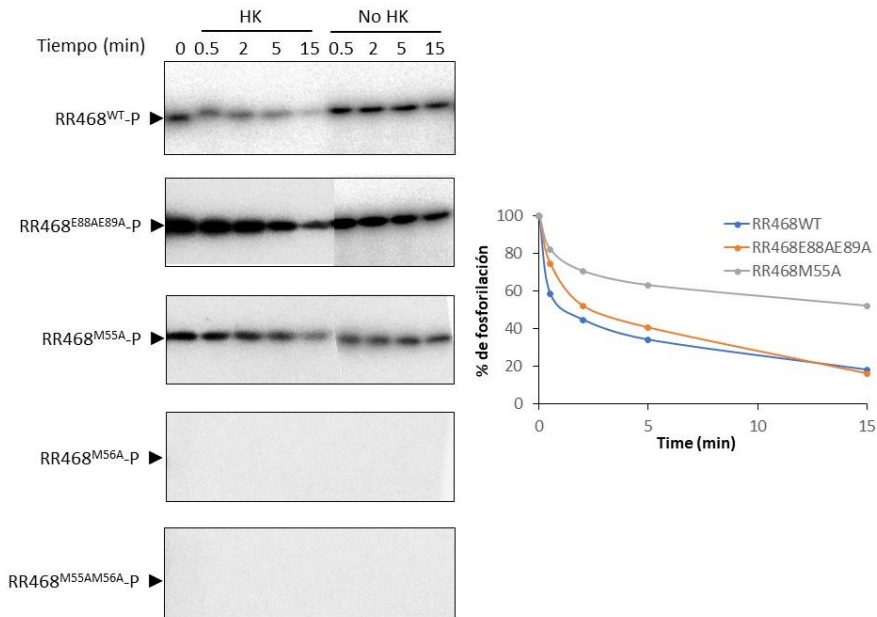 HK No HK
Tiempo (min) 0 0.5 2 5 15 0.5 2 5 15
RR468WT-P
RR468E88AE89A-P
RR468M55A-P
RR468M56A-P
RR468M55AM56A-P
% de fosforilación
100
80
60
40
20
0
0 5 10 15
Time (min)
RR468WT
RR468E88AE89A
RR468M55A